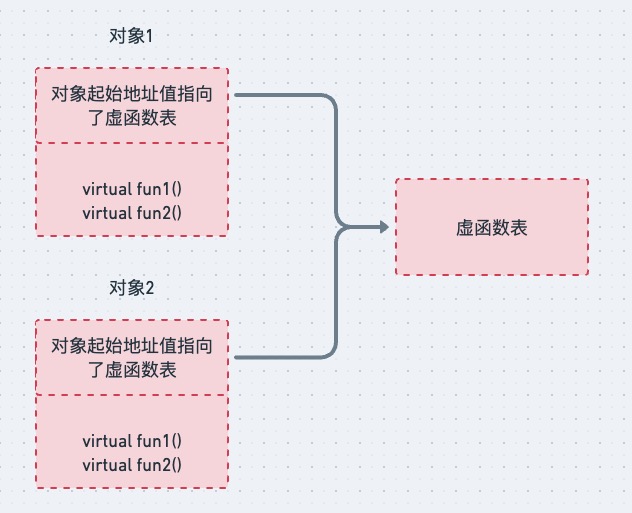 对象1
对象起始地址值指向
了虚函数表
virtual fun1()
virtual fun2()
虚函数表
对象2
对象起始地址值指向
了虚函数表
virtual fun1()
virtual fun2()